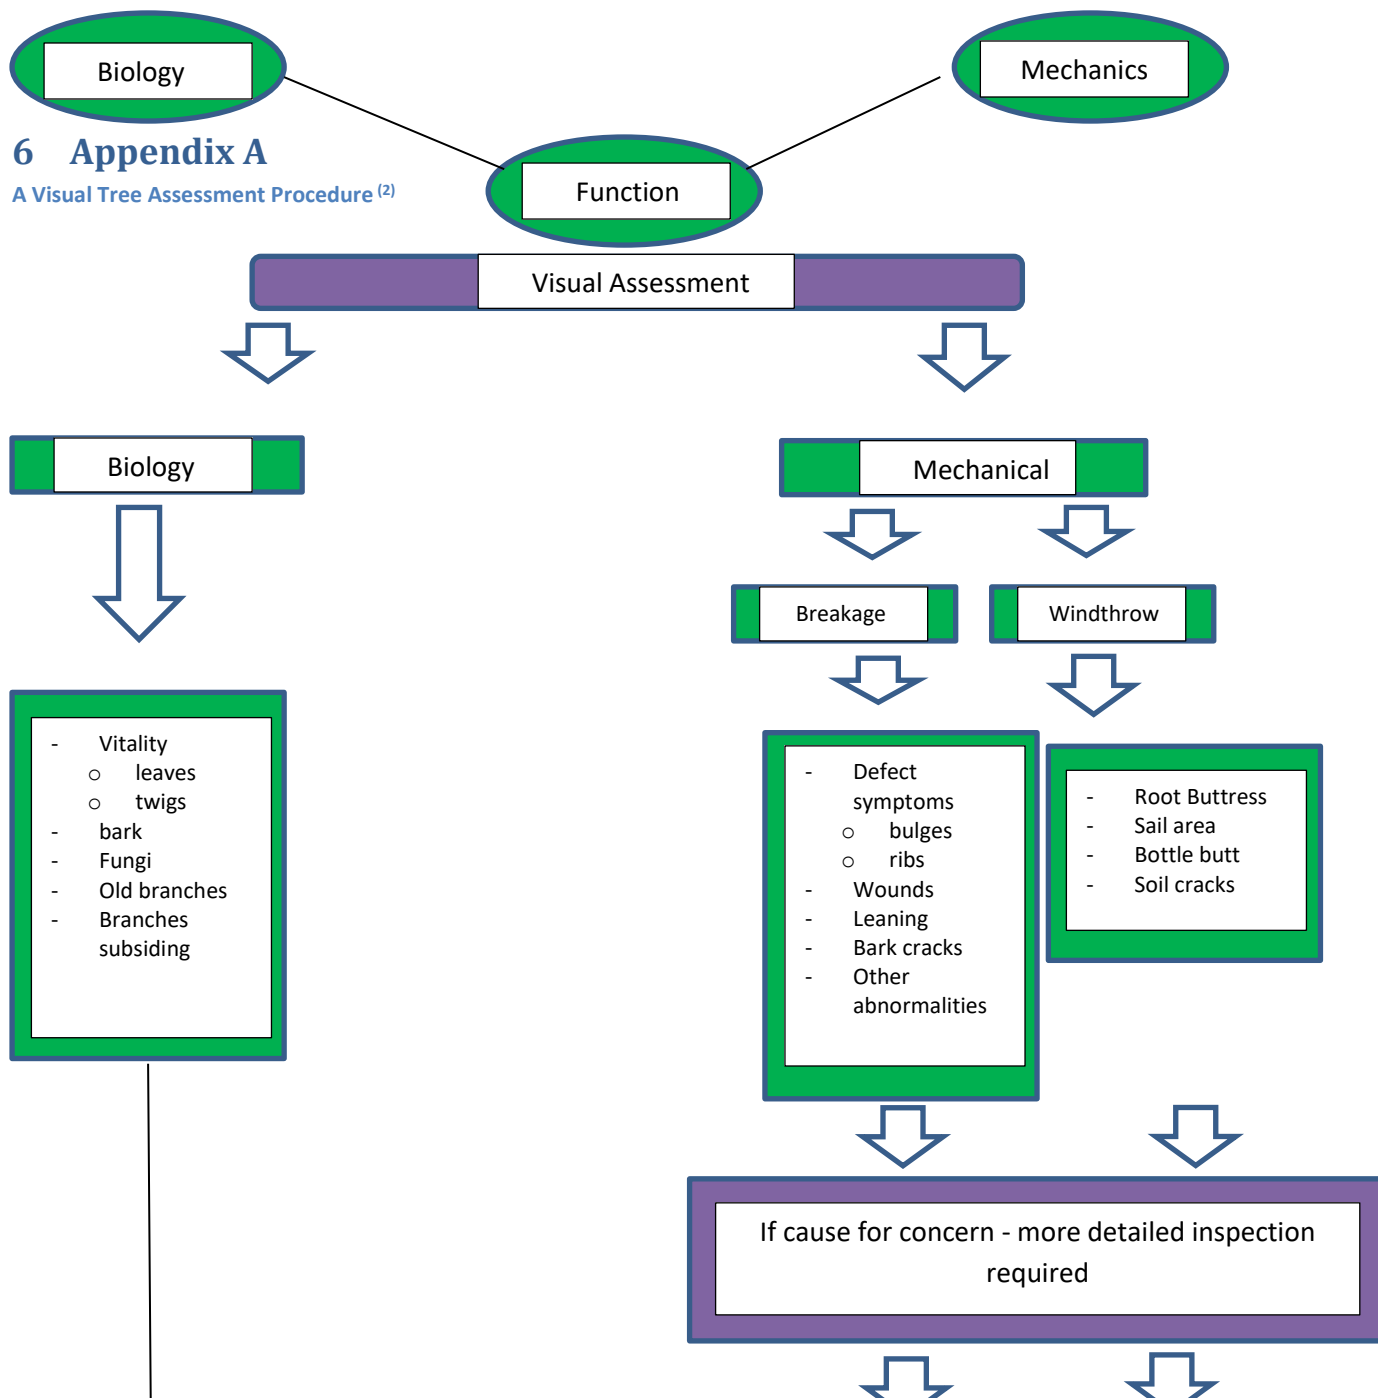 Biology
Mechanics
6 Appendix A
A Visual Tree Assessment Procedure (2)
Function
Visual Assessment
Biology
Mechanical
Breakage
Windthrow
- Vitality
o leaves
o twigs
- bark
- Fungi
- Old branches
- Branches
subsiding
- Defect
symptoms
o bulges
o ribs
- Wounds
- Leaning
- Bark cracks
- Other
abnormalities
- Root Buttress
- Sail area
- Bottle butt
- Soil cracks
If cause for concern - more detailed inspection
required